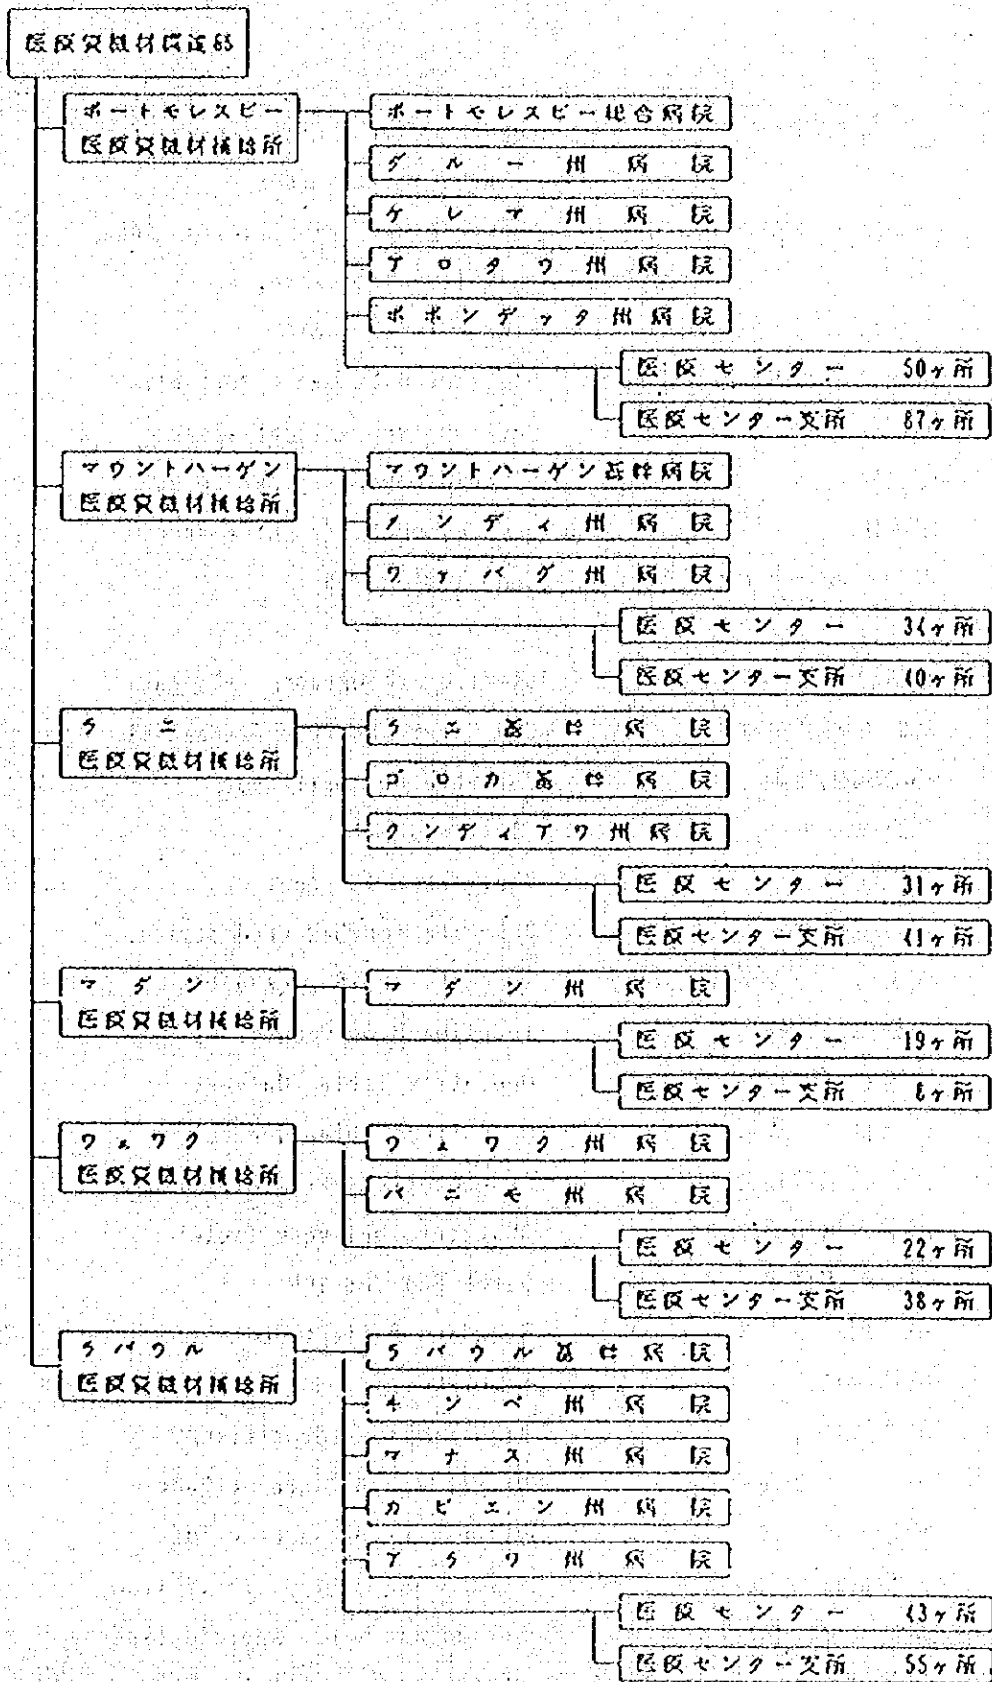 医療資機材調達部
ポートモレスビー
医療資機材補給所
ポートモレスビー総合病院
ダルー州病院
ケレマ州病院
アロタウ州病院
ポポンデッタ州病院
医療センター 50ヶ所
医療センター支所 87ヶ所
マウントハーゲン
医療資機材補給所
マウントハーゲン基幹病院
メンディ州病院
ワァバグ州病院
医療センター 34ヶ所
医療センター支所 40ヶ所
ラエ
医療資機材補給所
ラエ基幹病院
ゴロカ基幹病院
クンディアワ州病院
医療センター 31ヶ所
医療センター支所 41ヶ所
マダン
医療資機材補給所
マダン州病院
医療センター 19ヶ所
医療センター支所
ウェワク
医療資機材補給所
ウェワク州病院
バニモ州病院
医療センター 22ヶ所
医療センター支所 38ヶ所
ラバウル
医療資機材補給所
ラバウル基幹病院
キンベ州病院
マナス州病院
カビエン州病院
アラワ州病院
医療センター 43ヶ所
医療センター支所 55ヶ所